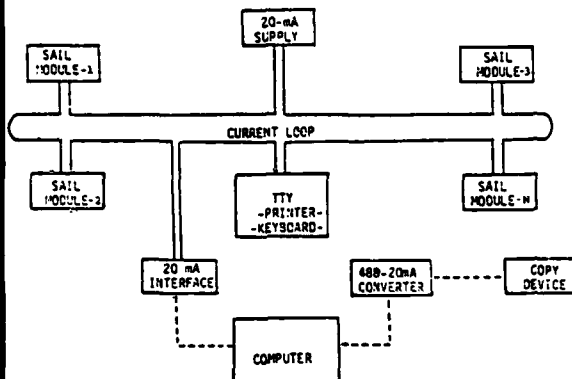 20-mA
SUPPLY
SAIL
MODULE-1
SAIL
MODULE-3
CURRENT LOOP
SAIL
MODULE-2
TTY
-PRINTER-
-KEYBOARD-
SAIL
MODULE-N
20 mA
INTERFACE
488-20mA
CONVERTER
COPY
DEVICE
COMPUTER